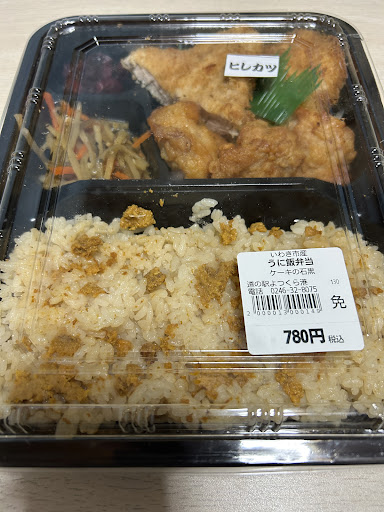 ヒレカツ
いわき市産
うに飯弁当
ケーキの石黒
道の駅よつくら港 130
電話 0246-32-8075 免
2000013000140
780円 税込